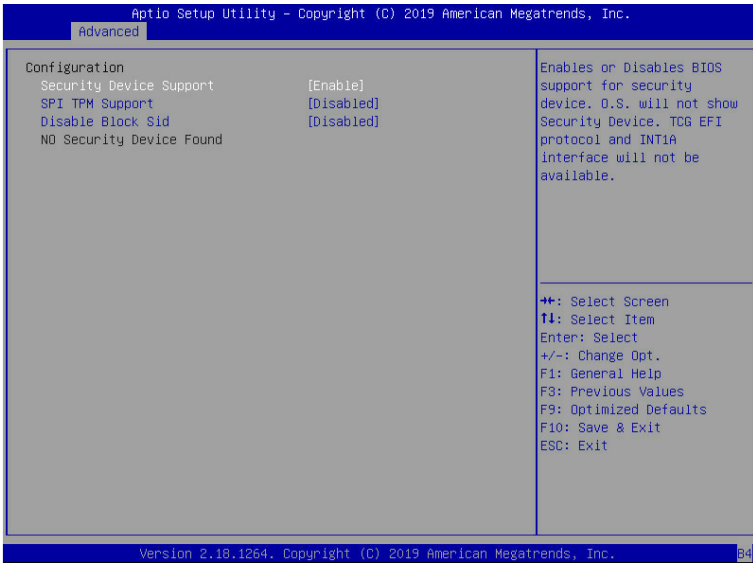 Aptio Setup Utility – Copyright (C) 2019 American Megatrends, Inc.
Advanced
Configuration
Security Device Support [Enable]
SPI TPM Support [Disabled]
Disable Block Sid [Disabled]
NO Security Device Found
Enables or Disables BIOS
support for security
device. O.S. will not show
Security Device. TCG EFI
protocol and INT1A
interface will not be
available.
→←: Select Screen
↑↓: Select Item
Enter: Select
+/-: Change Opt.
F1: General Help
F3: Previous Values
F9: Optimized Defaults
F10: Save & Exit
ESC: Exit
Version 2.18.1264. Copyright (C) 2019 American Megatrends, Inc.
B4